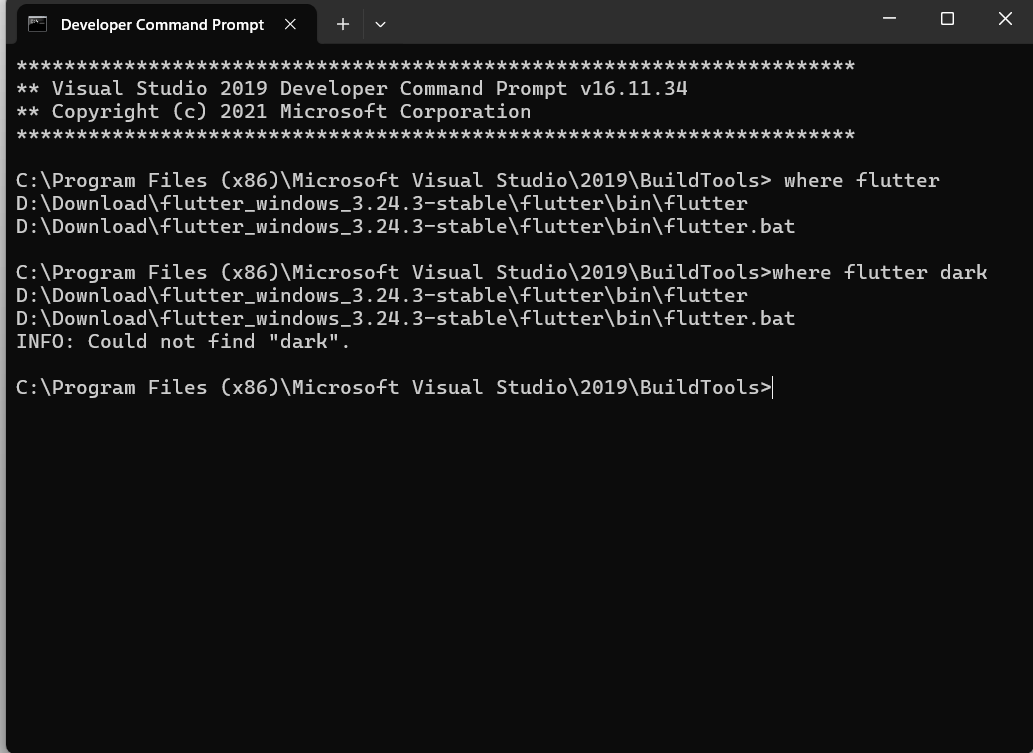 Developer Command Prompt
**********************************************************************
** Visual Studio 2019 Developer Command Prompt v16.11.34
** Copyright (c) 2021 Microsoft Corporation
**********************************************************************
C:\Program Files (x86)\Microsoft Visual Studio\2019\BuildTools> where flutter
D:\Download\flutter_windows_3.24.3-stable\flutter\bin\flutter
D:\Download\flutter_windows_3.24.3-stable\flutter\bin\flutter.bat
C:\Program Files (x86)\Microsoft Visual Studio\2019\BuildTools>where flutter dark
D:\Download\flutter_windows_3.24.3-stable\flutter\bin\flutter
D:\Download\flutter_windows_3.24.3-stable\flutter\bin\flutter.bat
INFO: Could not find "dark".
C:\Program Files (x86)\Microsoft Visual Studio\2019\BuildTools>